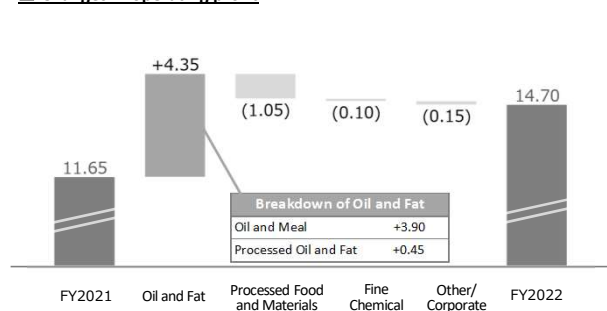 +4.35
14.70
(1.05)
(0.10)
(0.15)
11.65
Breakdown of Oil and Fat
Oil and Meal +3.90
Processed Oil and Fat +0.45
FY2021
Oil and Fat
Processed Food
and Materials
Fine
Chemical
Other/
Corporate
FY2022